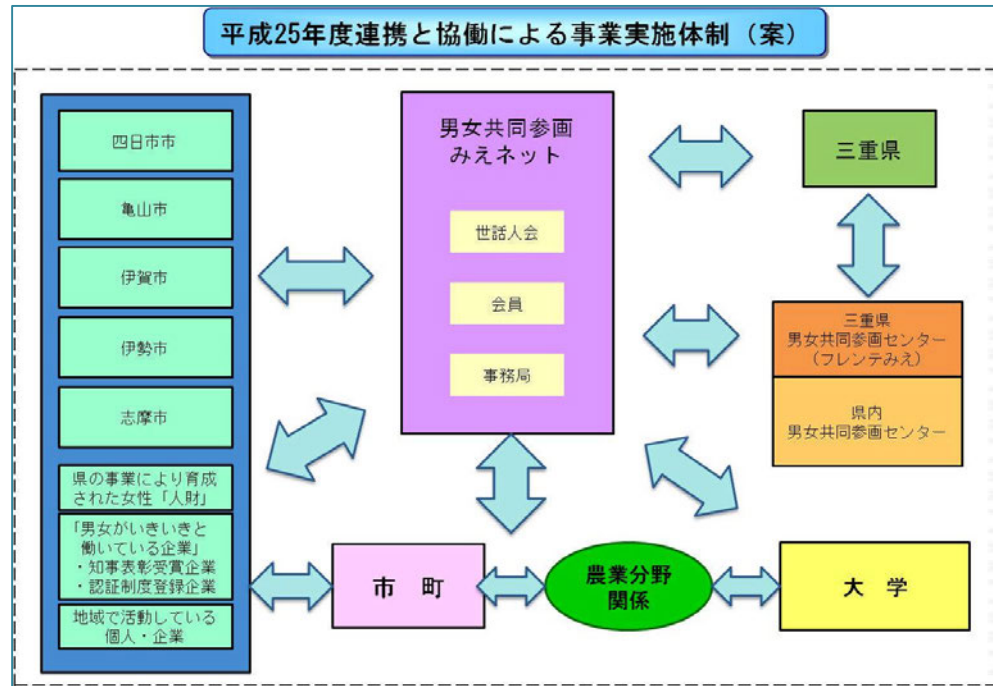 平成25年度連携と協働による事業実施体制（案）
四日市市
亀山市
伊賀市
伊勢市
志摩市
県の事業により育成
された女性「人財」
「男女がいきいきと
働いている企業」
・知事表彰受賞企業
・認証制度登録企業
地域で活動している
個人・企業
男女共同参画
みえネット
世話人会
会員
事務局
三重県
三重県
男女共同参画センター
（フレンテみえ）
県内
男女共同参画センター
市 町
農業分野
関係
大 学